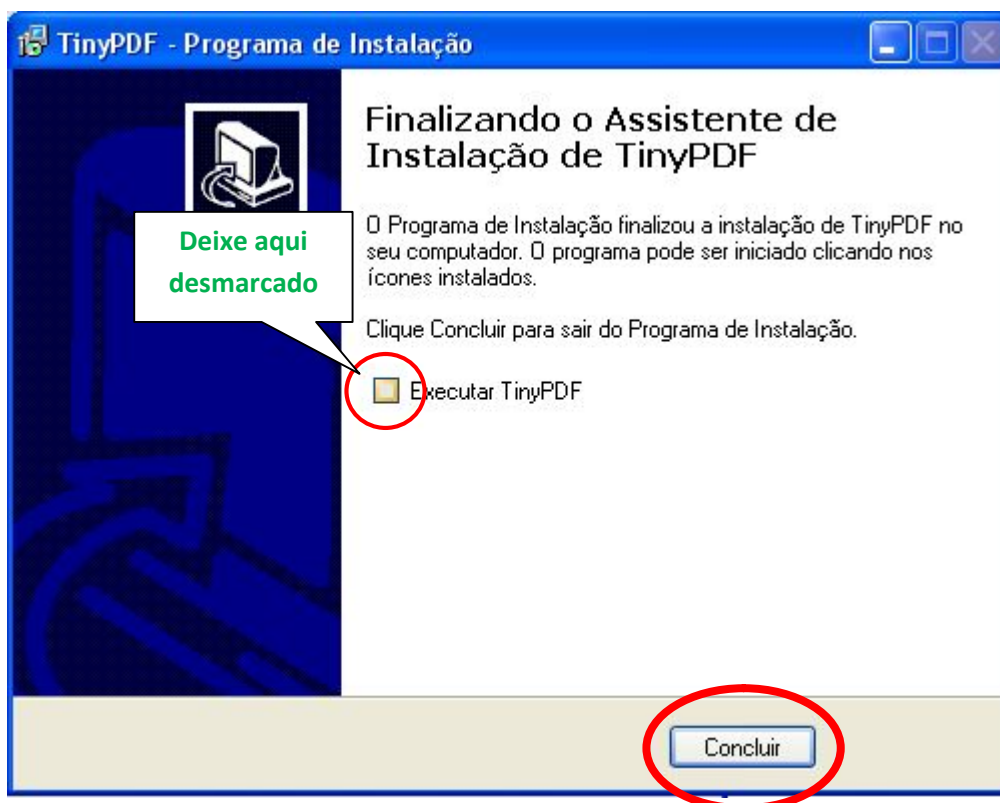 TinyPDF - Programa de Instalação
Finalizando o Assistente de
Instalação de TinyPDF
O Programa de Instalação finalizou a instalação de TinyPDF no
seu computador. O programa pode ser iniciado clicando nos
ícones instalados.
Deixe aqui
desmarcado
Clique Concluir para sair do Programa de Instalação.
Executar TinyPDF
Concluir